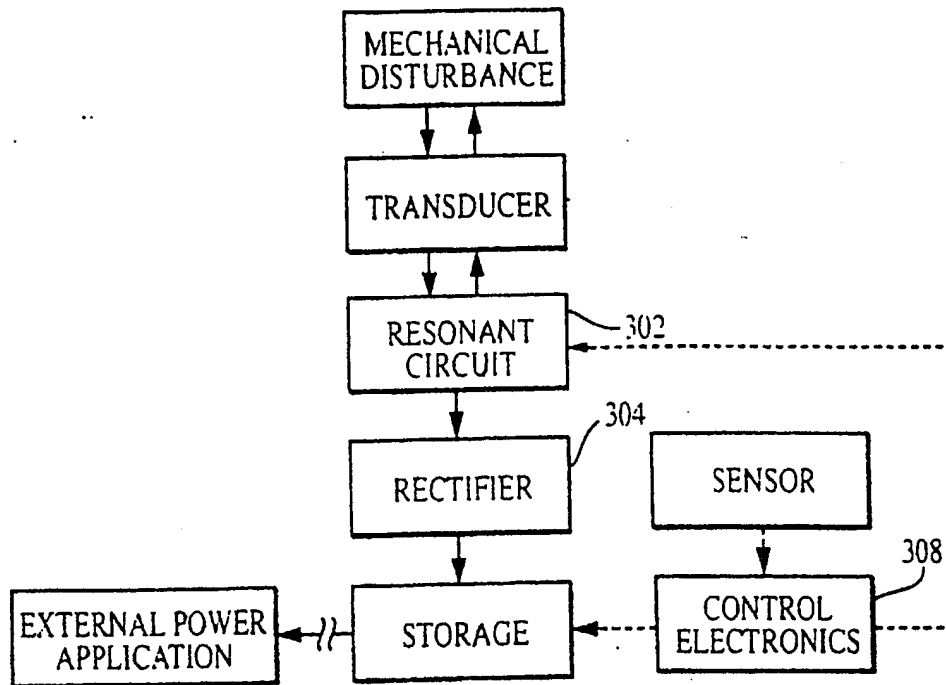 MECHANICAL
DISTURBANCE
TRANSDUCER
RESONANT
CIRCUIT
302
304
RECTIFIER
SENSOR
308
EXTERNAL POWER
APPLICATION
STORAGE
CONTROL
ELECTRONICS